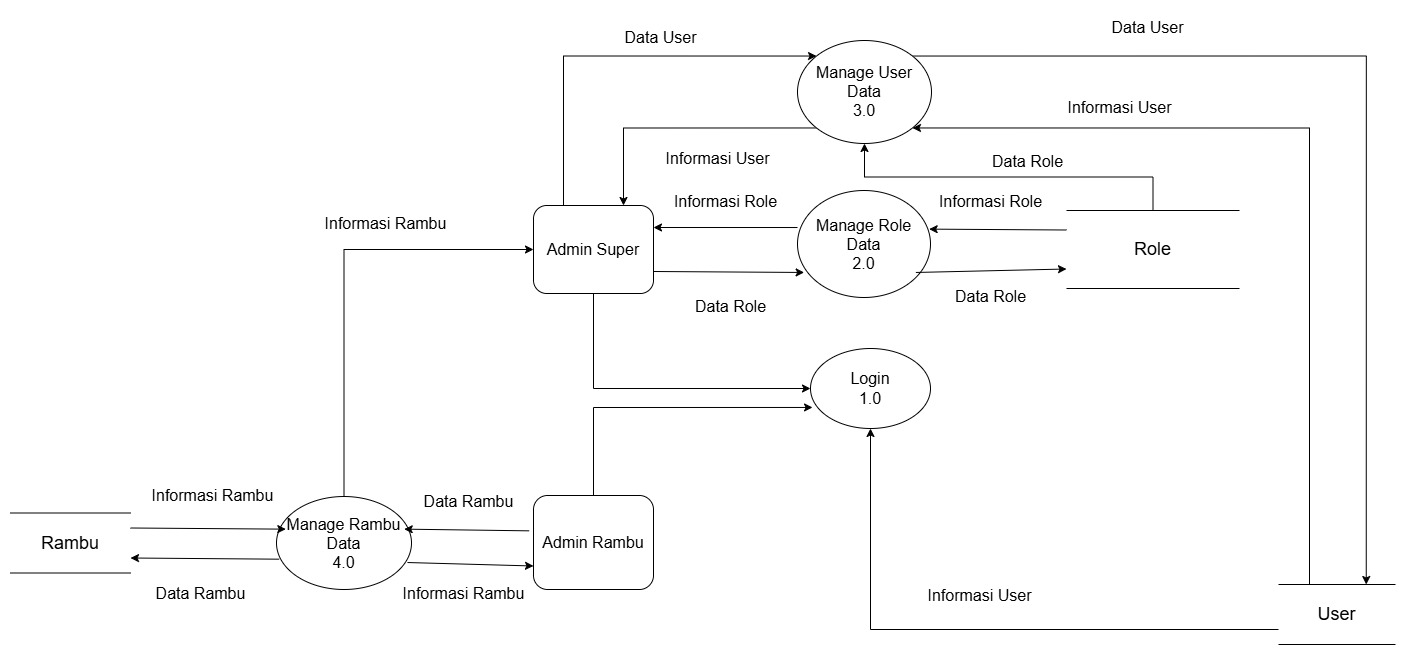 Data User
Data User
Manage User
Data
3.0
Informasi User
Informasi User
Data Role
Informasi Role
Informasi Role
Informasi Rambu
Manage Role
Data
2.0
Admin Super
Role
Data Role
Data Role
Login
1.0
Informasi Rambu
Data Rambu
Manage Rambu
Data
4.0
Rambu
Admin Rambu
Data Rambu
Informasi Rambu
Informasi User
User